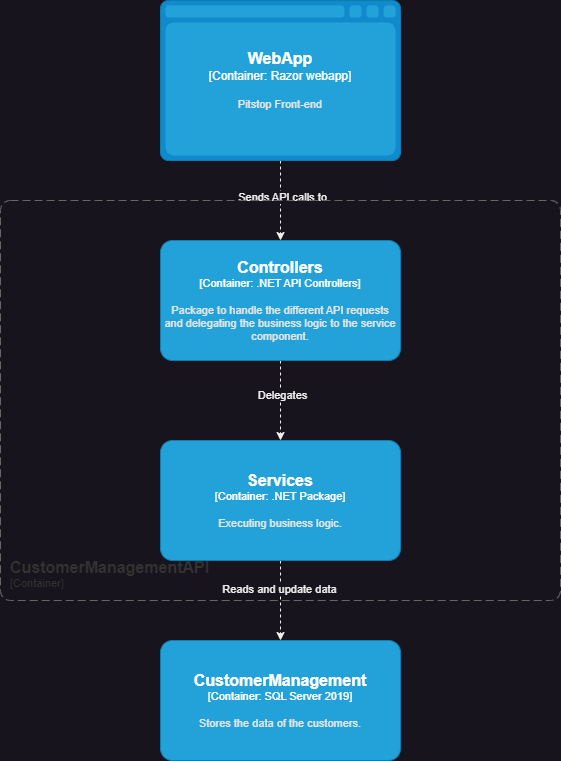 WebApp
[Container: Razor webapp]
Pitstop Front-end
Sends API calls to
Controllers
[Container: .NET API Controllers]
Package to handle the different API requests
and delegating the business logic to the service
component.
Delegates
Services
[Container: .NET Package]
Executing business logic.
CustomerManagementAPI
[Container]
Reads and update data
CustomerManagement
[Container: SQL Server 2019]
Stores the data of the customers.